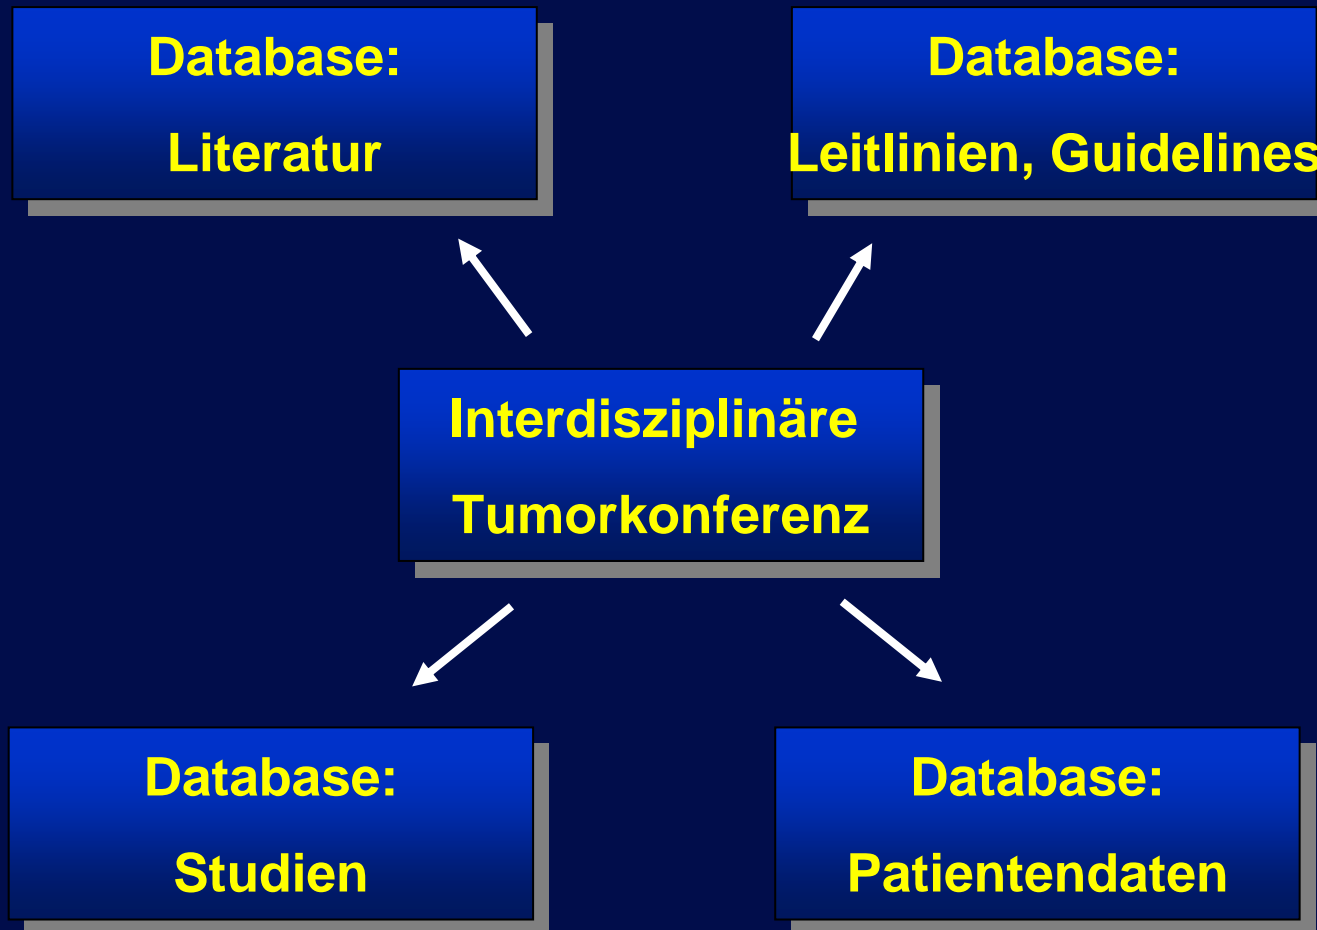 Database:
Literatur
Database:
Leitlinien, Guidelines
Interdisziplinäre
Tumorkonferenz
Database:
Studien
Database:
Patientendaten